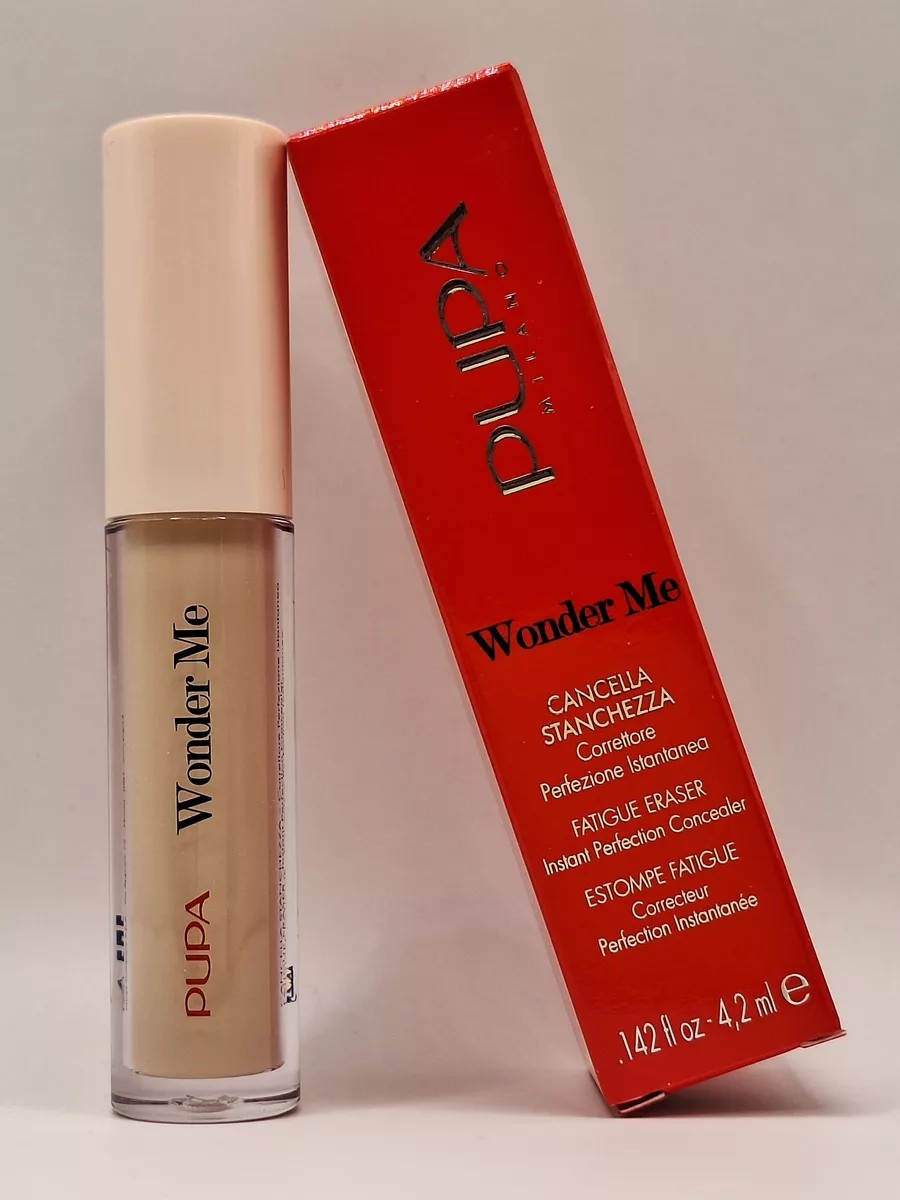 Wonder Me
PUPA
PUPA
MILANO
Wonder Me
CANCELLA
STANCHEZZA
Correttore
Perfezione Istantanea
FATIGUE ERASER
Instant Perfection Concealer
ESTOMPE FATIGUE
Correcteur
Perfection Instantanée
.142 fl oz - 4,2 ml e